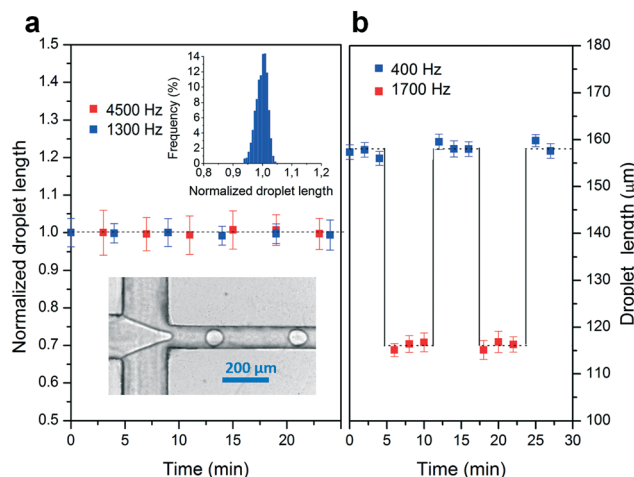 a
1.5
1.4
1.3
1.2
1.1
1.0
0.9
0.8
0.7
0.6
0.5
Normalized droplet length
0
5
10
15
20
Time (min)
4500 Hz
1300 Hz
14
12
10
8
6
4
2
0
Frequency (%)
0,8 0,9 1,0 1,1 1,2
Normalized droplet length
200 µm
b
400 Hz
1700 Hz
180
170
160
150
140
130
120
110
100
Droplet length (µm)
0 5 10 15 20 25 30
Time (min)